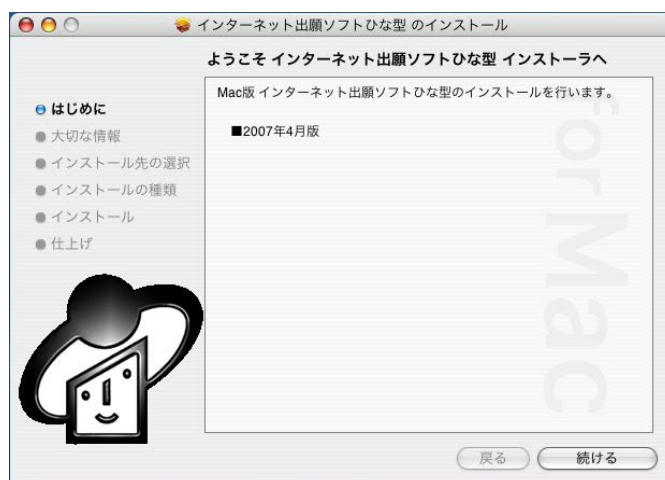 インターネット出願ソフトひな型 のインストール
ようこそ インターネット出願ソフトひな型 インストーラへ
はじめに
大切な情報
インストール先の選択
インストールの種類
インストール
仕上げ
Mac版 インターネット出願ソフトひな型のインストールを行います。
■2007年4月版
for Mac
戻る
続ける